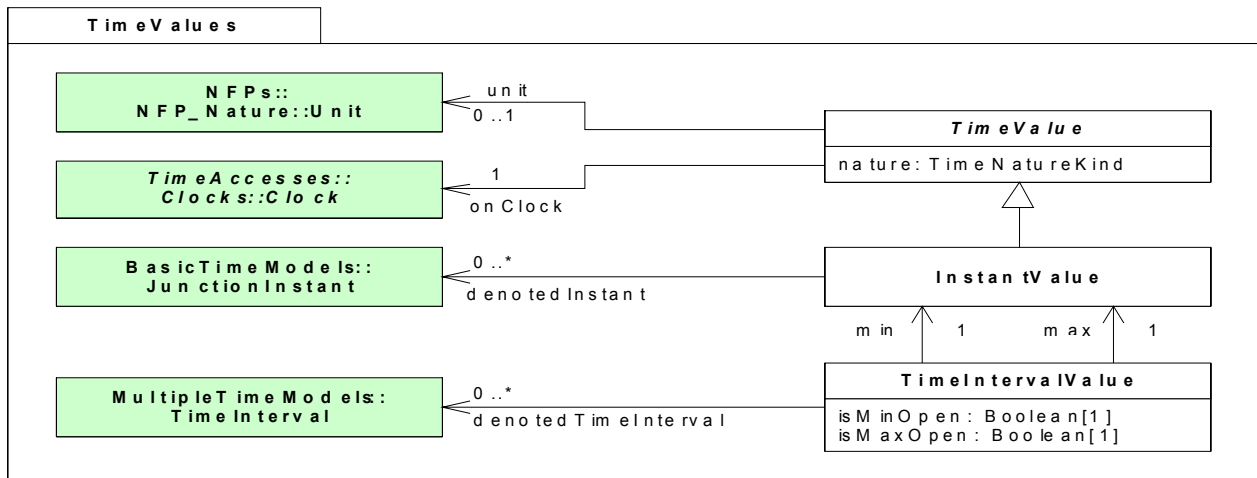 TimeValues
NFPs::
NFP_Nature::Unit
unit
0..1
TimeValue
nature: TimeNatureKind
TimeAccesses::
Clocks::Clock
1
onClock
BasicTimeModels::
JunctionInstant
0..*
denotedInstant
InstantValue
min 1 max 1
MultipleTimeModels::
TimeInterval
0..*
denotedTimeInterval
TimeIntervalValue
isMinOpen: Boolean[1]
isMaxOpen: Boolean[1]